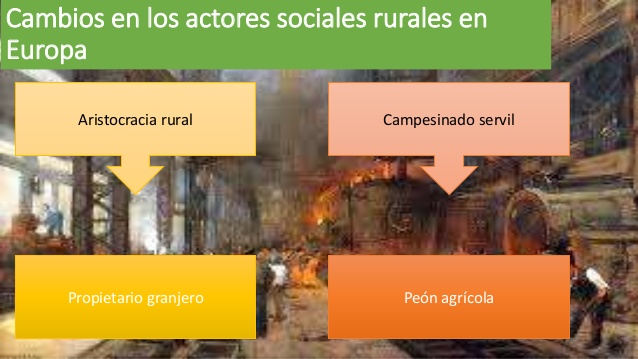 Cambios en los actores sociales rurales en
Europa
Aristocracia rural
Campesinado servil
Propietario granjero
Peón agrícola